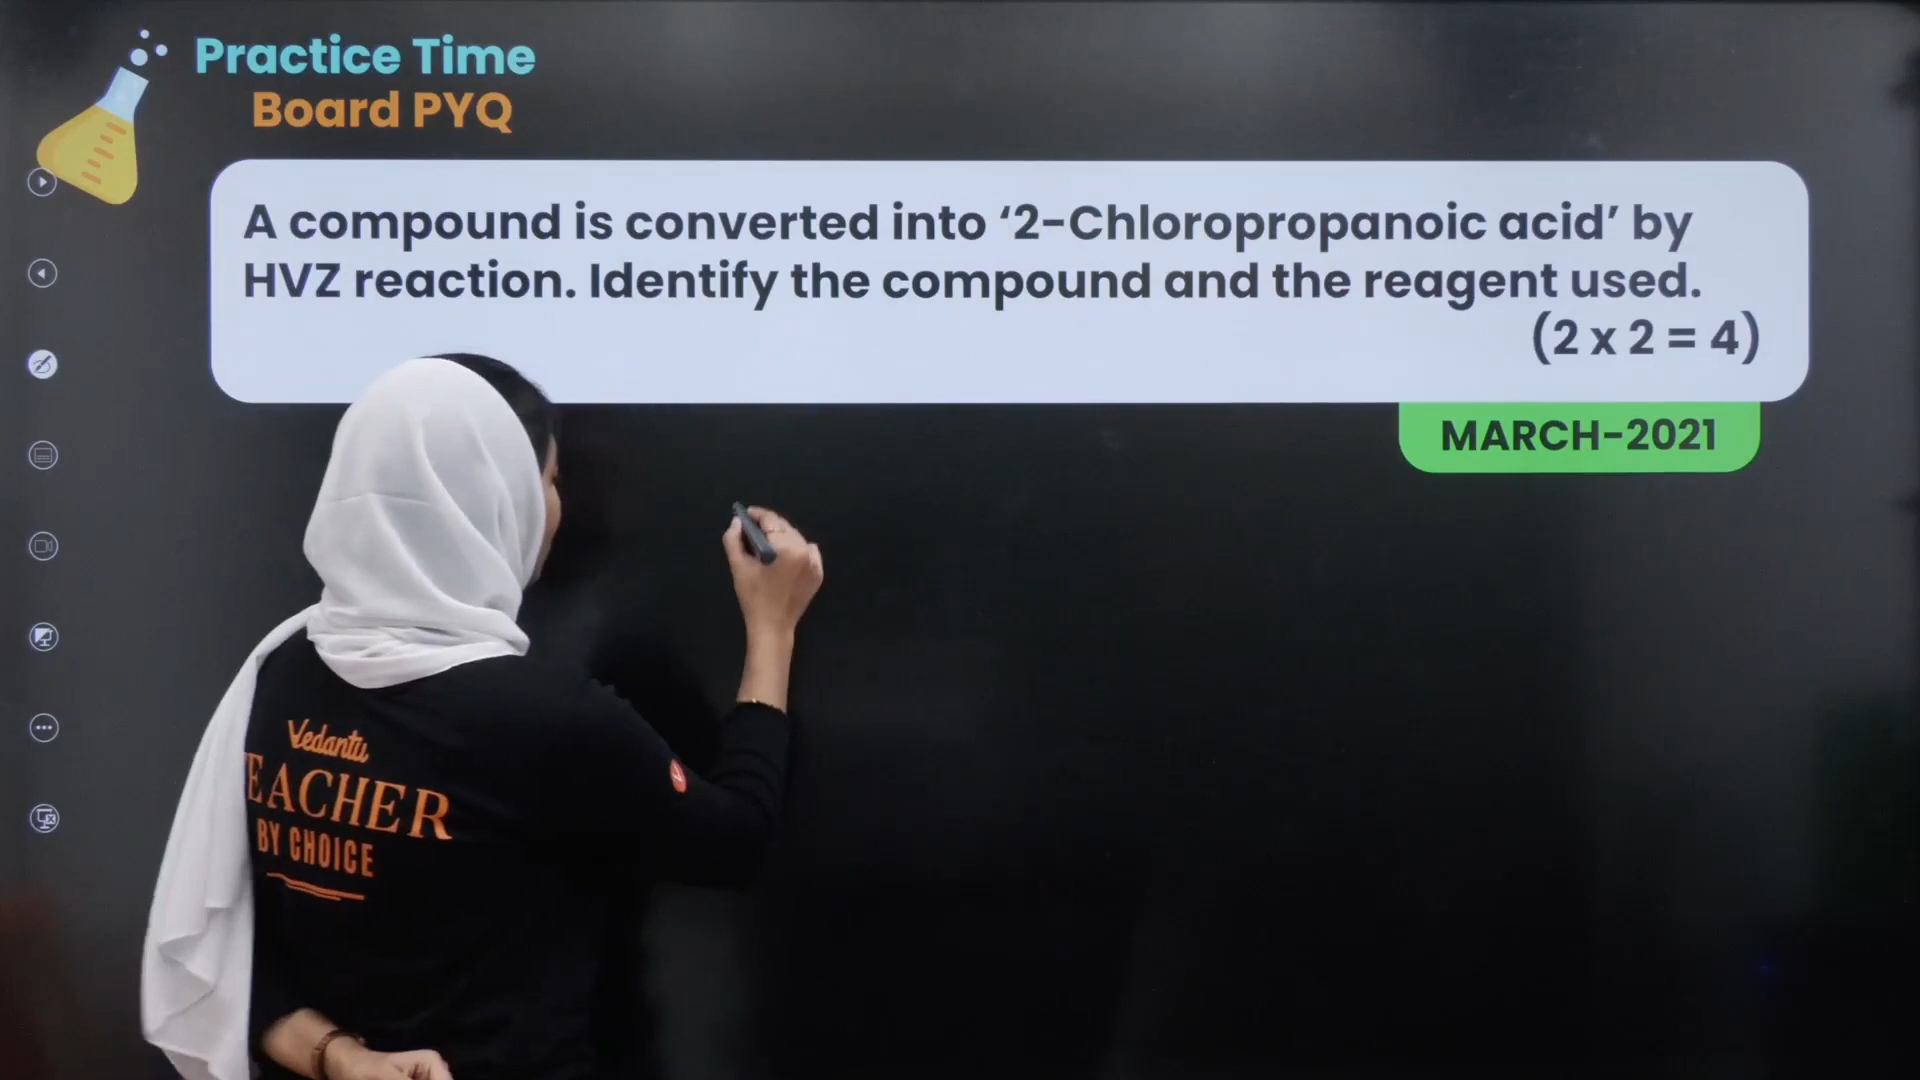 Practice Time
Board PYQ
A compound is converted into ‘2-Chloropropanoic acid’ by
HVZ reaction. Identify the compound and the reagent used.
(2 x 2 = 4)
MARCH-2021
Vedantu
TEACHER
BY CHOICE